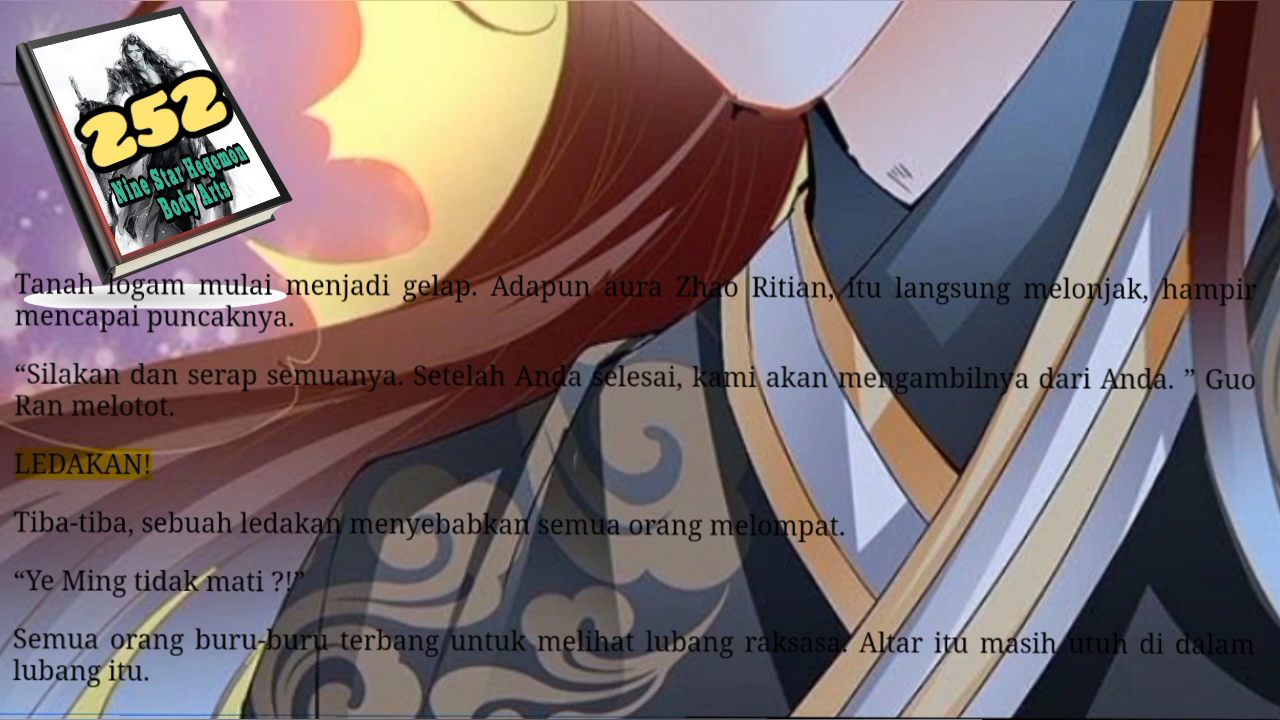 252
Nine Star Hegemon
Body Arts
Tanah logam mulai menjadi gelap. Adapun aura Zhao Ritian, itu langsung melonjak, hampir
mencapai puncaknya.
“Silakan dan serap semuanya. Setelah Anda selesai, kami akan mengambilnya dari Anda. ” Guo
Ran melotot.
LEDAKAN!
Tiba-tiba, sebuah ledakan menyebabkan semua orang melompat.
“Ye Ming tidak mati ?!”
Semua orang buru-buru terbang untuk melihat lubang raksasa. Altar itu masih utuh di dalam
lubang itu.